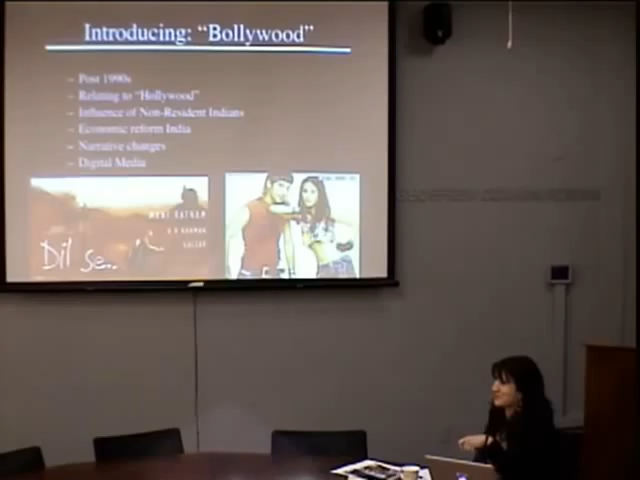 Introducing: “Bollywood”
– Post 1990s
– Relating to “Hollywood”
– Influence of Non-Resident Indians
– Economic reform India
– Narrative changes
– Digital Media
MANI RATNAM
A R RAHMAN
GULZAR
Dil se..